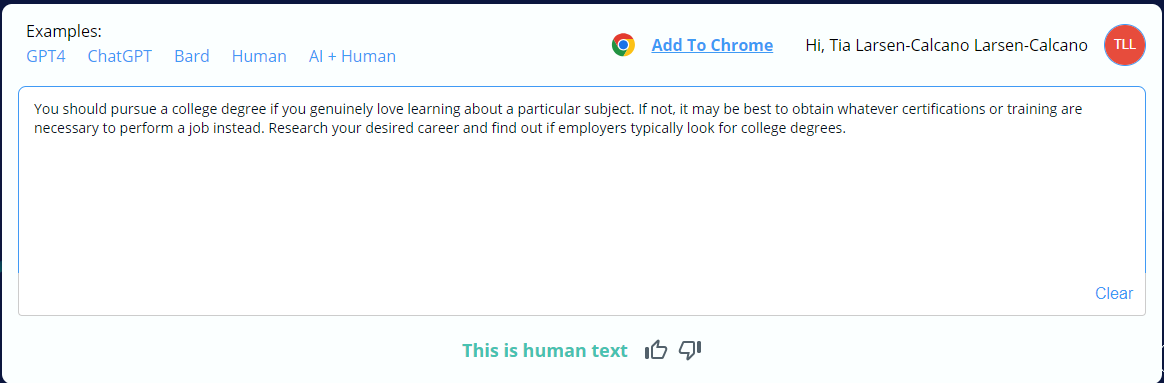 Examples:
GPT4 ChatGPT Bard Human AI + Human
Add To Chrome
Hi, Tia Larsen-Calcano Larsen-Calcano
TLL
You should pursue a college degree if you genuinely love learning about a particular subject. If not, it may be best to obtain whatever certifications or training are
necessary to perform a job instead. Research your desired career and find out if employers typically look for college degrees.
Clear
This is human text